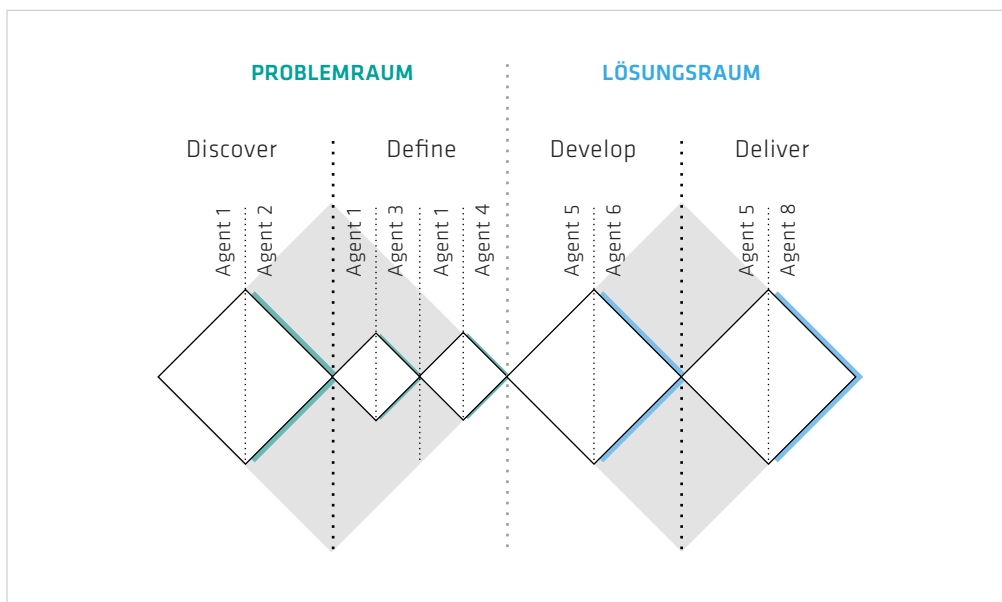 PROBLEMRAUM
LÖSUNGSRAUM
Discover
Define
Develop
Deliver
Agent 1
Agent 2
Agent 1
Agent 3
Agent 1
Agent 4
Agent 5
Agent 6
Agent 5
Agent 8